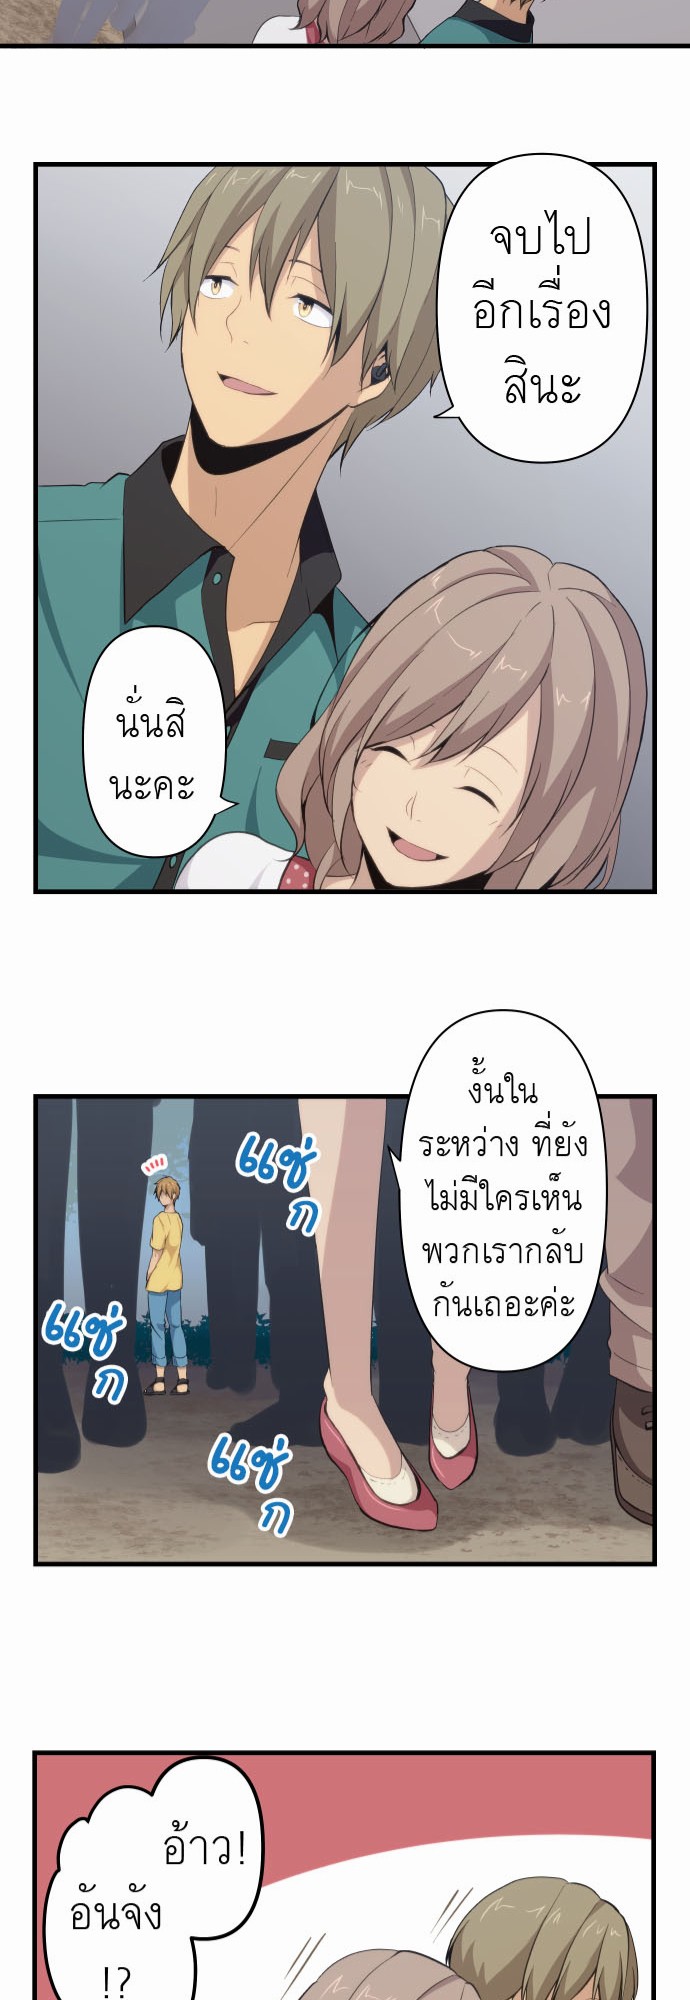 จบไป
อีกเรื่อง
สินะ
นั่นสิ
นะคะ
งั้นใน
ระหว่าง ที่ยัง
ไม่มีใครเห็น
พวกเรากลับ
กันเถอะค่ะ
แซ่
ก
แซ่
ก
แซ่
ก
อ้าว!
อันจัง
!?